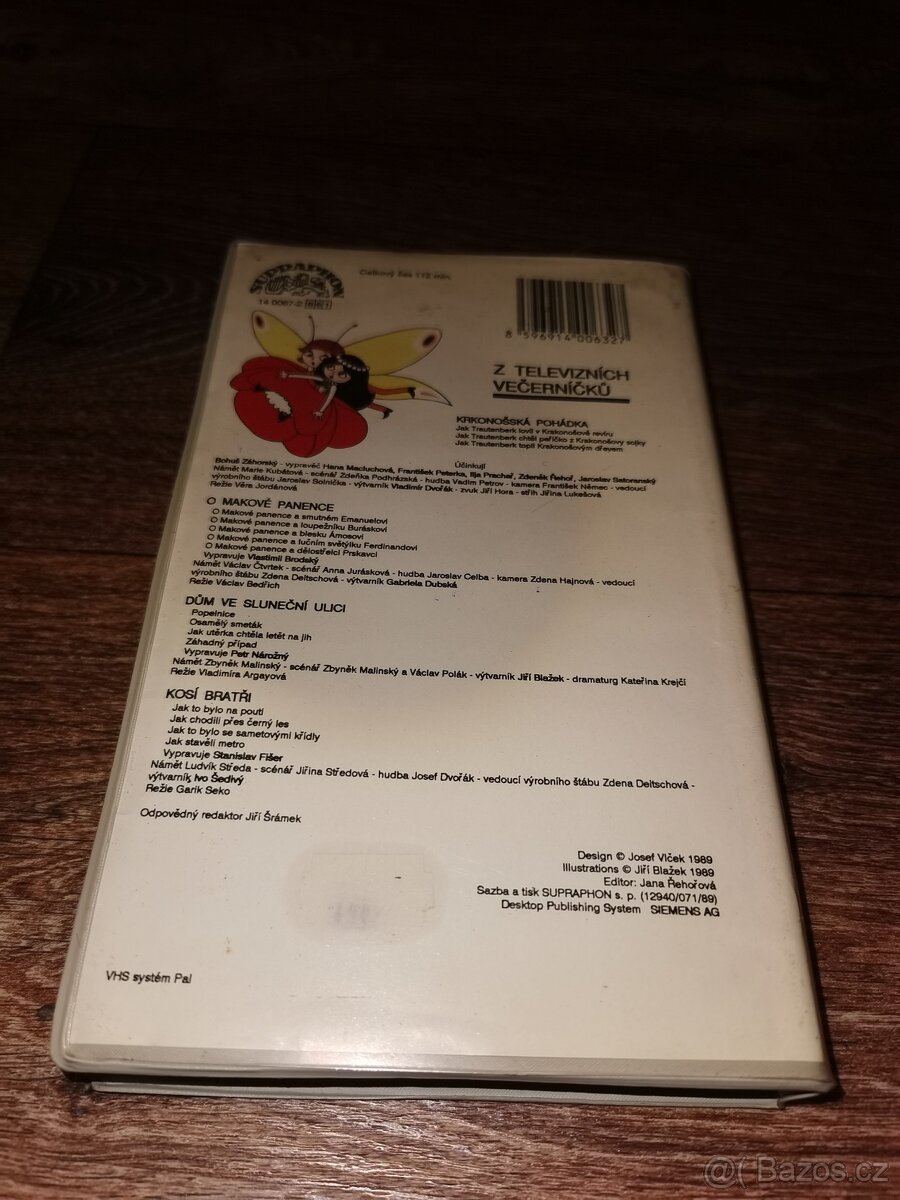 SUPRAPHON
Celkový čas 112 min.
14 0067-2
8 596914 006327
Z TELEVIZNÍCH
VEČERNÍČKŮ
KRKONOŠSKÁ POHÁDKA
Jak Trautenberk lovil v Krakonošově revíru
Jak Trautenberk chtěl pafíčko z Krakonošovy sojky
Jak Trautenberk topil Krakonošovým dřevem
Účinkují
Bohuš Záhorský - vypravěč Hana Maciuchová, František Peterka, Ilja Prachař, Zdeněk Řehoř, Jaroslav Satoranský
Námět Marie Kubátová - scénář Zdeňka Podhrázská - hudba Vadim Petrov - kamera František Němec - vedoucí
výrobního štábu Jaroslav Solnička - výtvarník Vladimír Dvořák - zvuk Jiří Hora - střih Jiřina Lukešová
Režie Věra Jordánová
O MAKOVÉ PANENCE
O Makové panence a smutném Emanuelovi
O Makové panence a loupežníku Buráskovi
O Makové panence a blesku Ámosovi
O Makové panence a lučním světýlku Ferdinandovi
O Makové panence a dělostřelci Prskavci
Vypravuje Vlastimil Brodský
Námět Václav Čtvrtek - scénář Anna Jurásková - hudba Jaroslav Celba - kamera Zdena Hajnová - vedoucí
výrobního štábu Zdena Deitschová - výtvarník Gabriela Dubská
Režie Václav Bedřich
DŮM VE SLUNEČNÍ ULICI
Popelnice
Osamělý smeták
Jak utěrka chtěla letět na jih
Záhadný případ
Vypravuje Petr Nárožný
Námět Zbyněk Malinský - scénář Zbyněk Malinský a Václav Polák - výtvarník Jiří Blažek - dramaturg Kateřina Krejčí
Režie Vladimíra Argayová
KOSÍ BRATŘI
Jak to bylo na pouti
Jak chodili přes černý les
Jak to bylo se sametovými křídly
Jak stavěli metro
Vypravuje Stanislav Fišer
Námět Ludvík Středa - scénář Jiřina Středová - hudba Josef Dvořák - vedoucí výrobního štábu Zdena Deitschová -
výtvarník, Ivo Šedivý
Režie Garik Seko
Odpovědný redaktor Jiří Šrámek
Design © Josef Vlček 1989
Illustrations © Jiří Blažek 1989
Editor: Jana Řehořová
Sazba a tisk SUPRAPHON s. p. (12940/071/89)
Desktop Publishing System SIEMENS AG
VHS systém Pal
@( Bazoš.cz